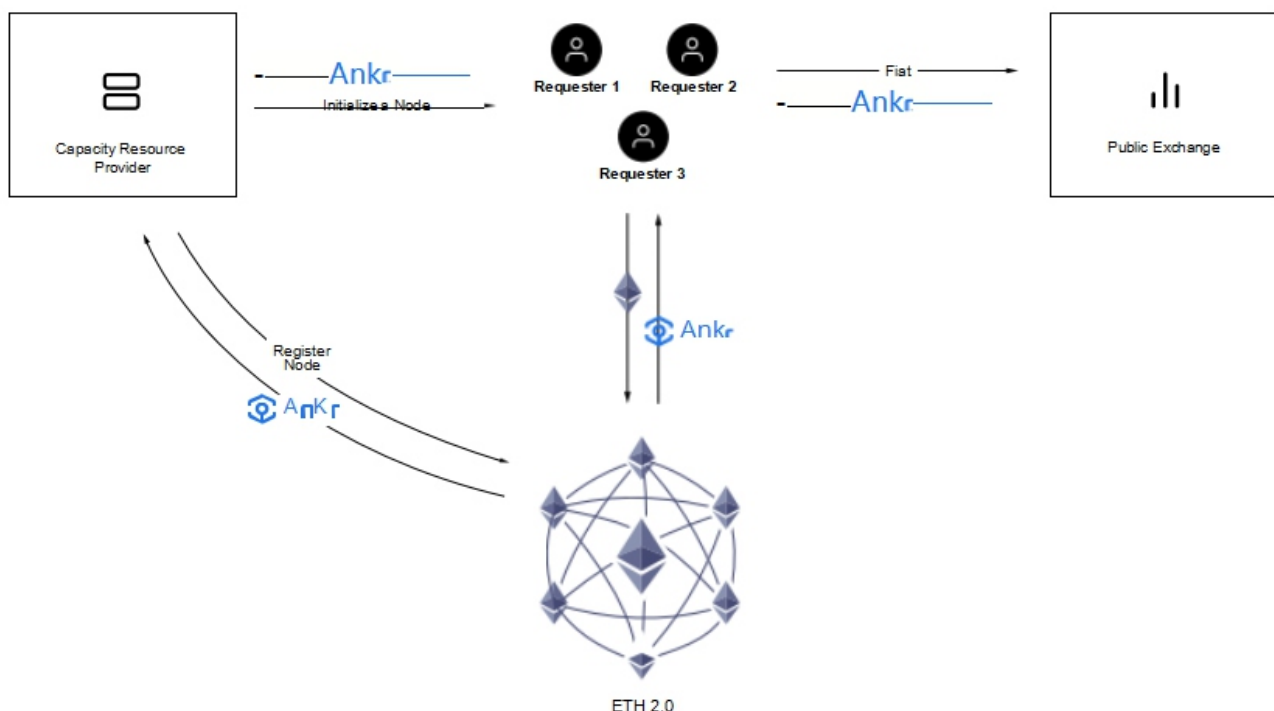 Ankr
Initialize a Node
Capacity Resource
Provider
Requester 1
Requester 2
Requester 3
Fiat
Ankr
Public Exchange
Ankr
Register
Node
AnKr
ETH 2.0